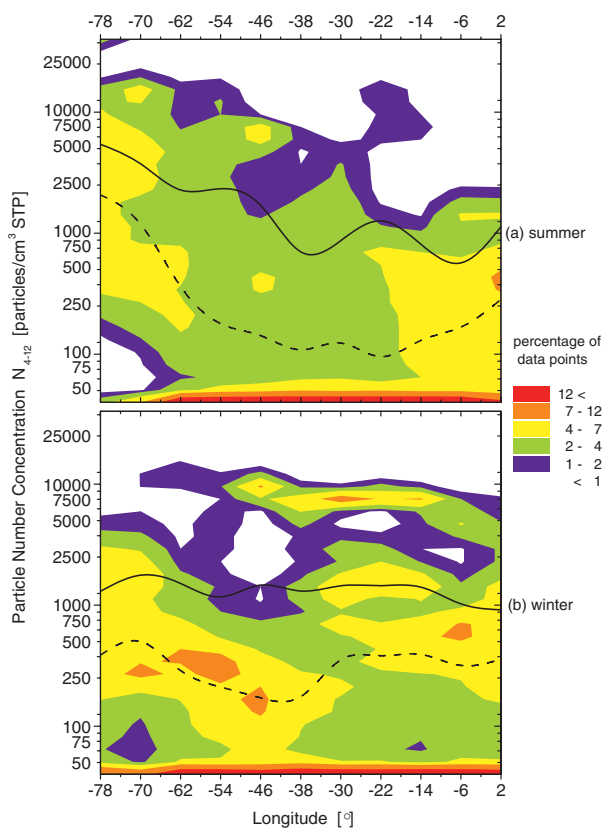 -78 -70 -62 -54 -46 -38 -30 -22 -14 -6 2
25000
10000
7500
5000
2500
1000
750
500
250
100
75
50
(a) summer
Particle Number Concentration N4-12 [particles/cm3 STP]
percentage of
data points
12 <
7 - 12
4 - 7
2 - 4
1 - 2
< 1
25000
10000
7500
5000
2500
1000
750
500
250
100
75
50
(b) winter
-78 -70 -62 -54 -46 -38 -30 -22 -14 -6 2
Longitude [°]